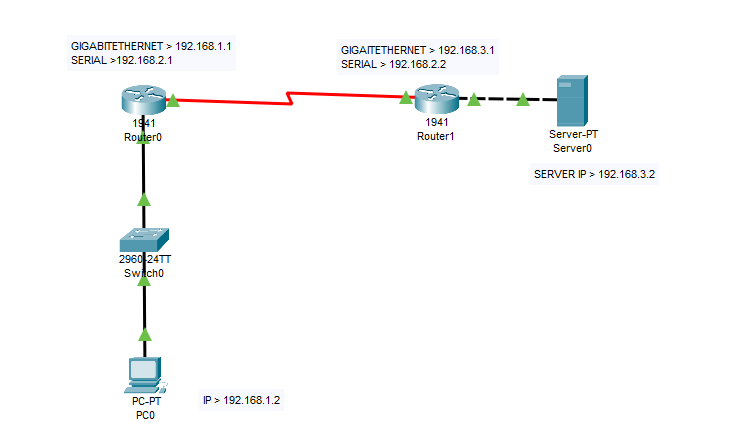 GIGABITETHERNET > 192.168.1.1
SERIAL >192.168.2.1
GIGAITETHERNET > 192.168.3.1
SERIAL > 192.168.2.2
1941
Router0
1941
Router1
Server-PT
Server0
SERVER IP > 192.168.3.2
2960-24TT
Switch0
PC-PT
PC0
IP > 192.168.1.2